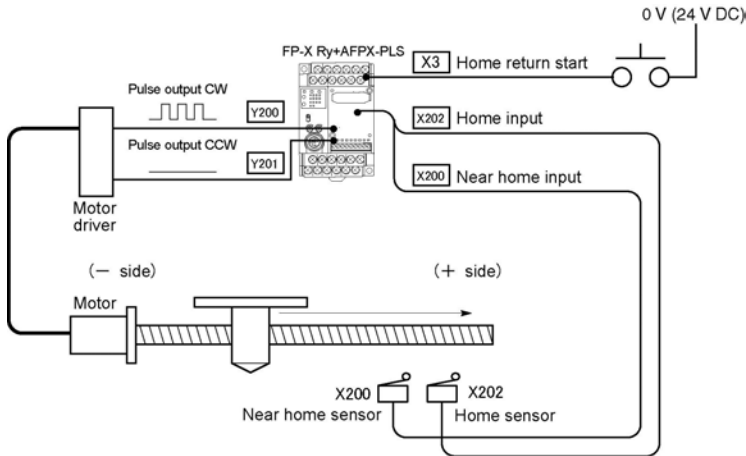 0 V (24 V DC)
FP-X Ry+AFPX-PLS
X3 Home return start
Pulse output CW
Y200
X202 Home input
Pulse output CCW
Y201
X200 Near home input
Motor
driver
(− side)
(+ side)
Motor
X200
X202
Near home sensor
Home sensor